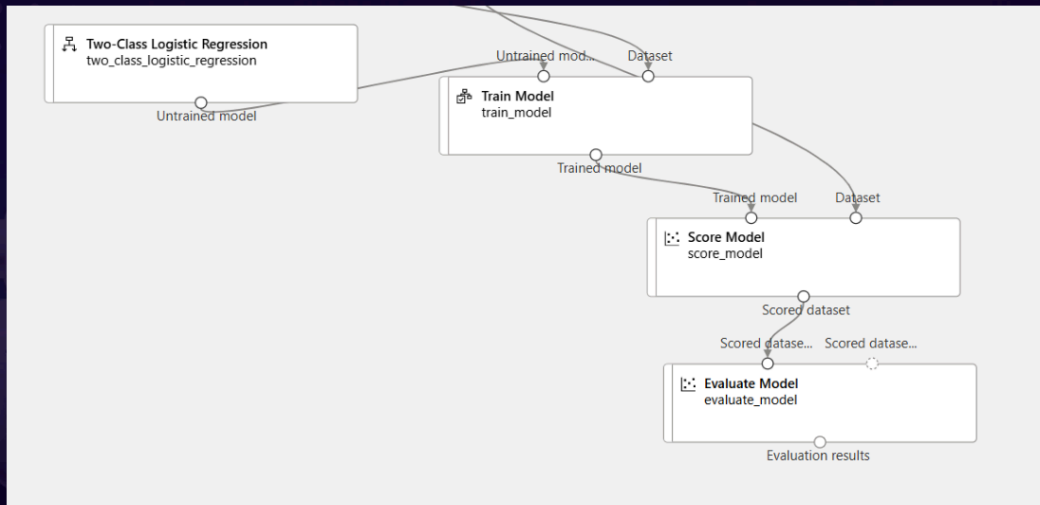 Two-Class Logistic Regression
two_class_logistic_regression
Untrained model
Untrained mod...
Dataset
Train Model
train_model
Trained model
Trained model
Dataset
Score Model
score_model
Scored dataset
Scored datase...
Scored datase...
Evaluate Model
evaluate_model
Evaluation results